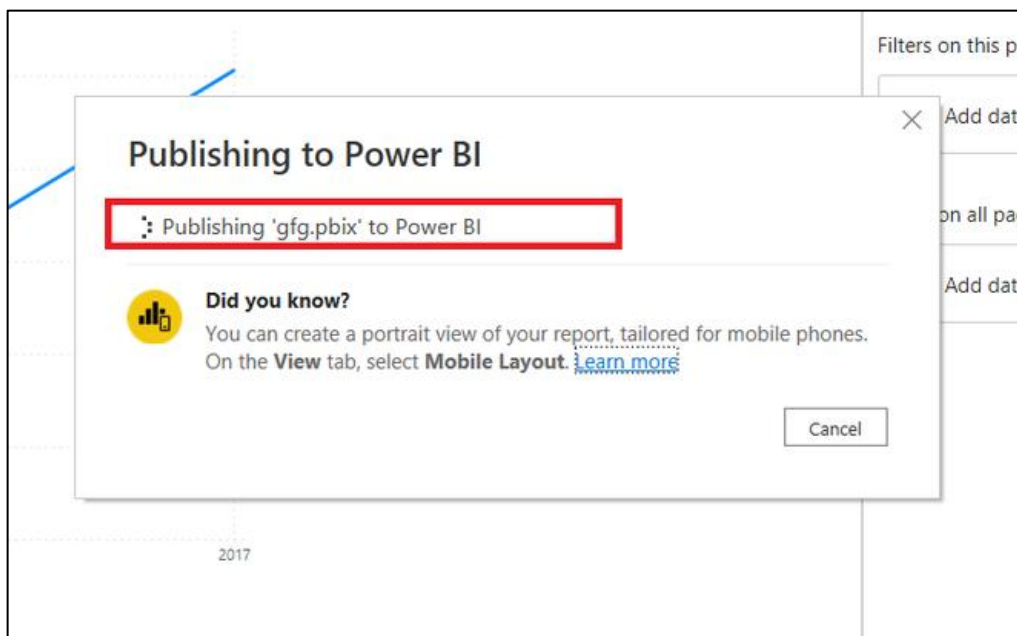 Filters on this p
Add dat
Publishing to Power BI
Publishing 'gfg.pbix' to Power BI
on all pa
Did you know?
You can create a portrait view of your report, tailored for mobile phones.
On the View tab, select Mobile Layout. Learn more
Add dat
Cancel
2017